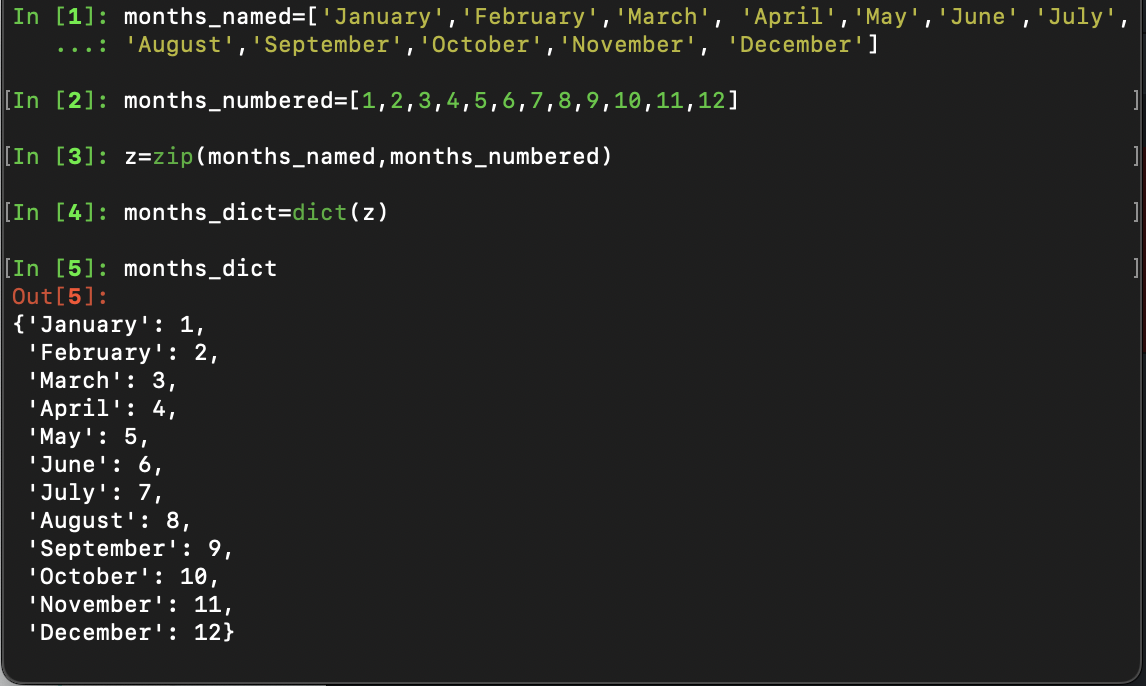 In [1]: months_named=['January','February','March', 'April','May','June','July',
   ...: 'August','September','October','November', 'December']
[In [2]: months_numbered=[1,2,3,4,5,6,7,8,9,10,11,12] ]
[In [3]: z=zip(months_named,months_numbered) ]
[In [4]: months_dict=dict(z) ]
[In [5]: months_dict ]
Out[5]:
{'January': 1,
 'February': 2,
 'March': 3,
 'April': 4,
 'May': 5,
 'June': 6,
 'July': 7,
 'August': 8,
 'September': 9,
 'October': 10,
 'November': 11,
 'December': 12}